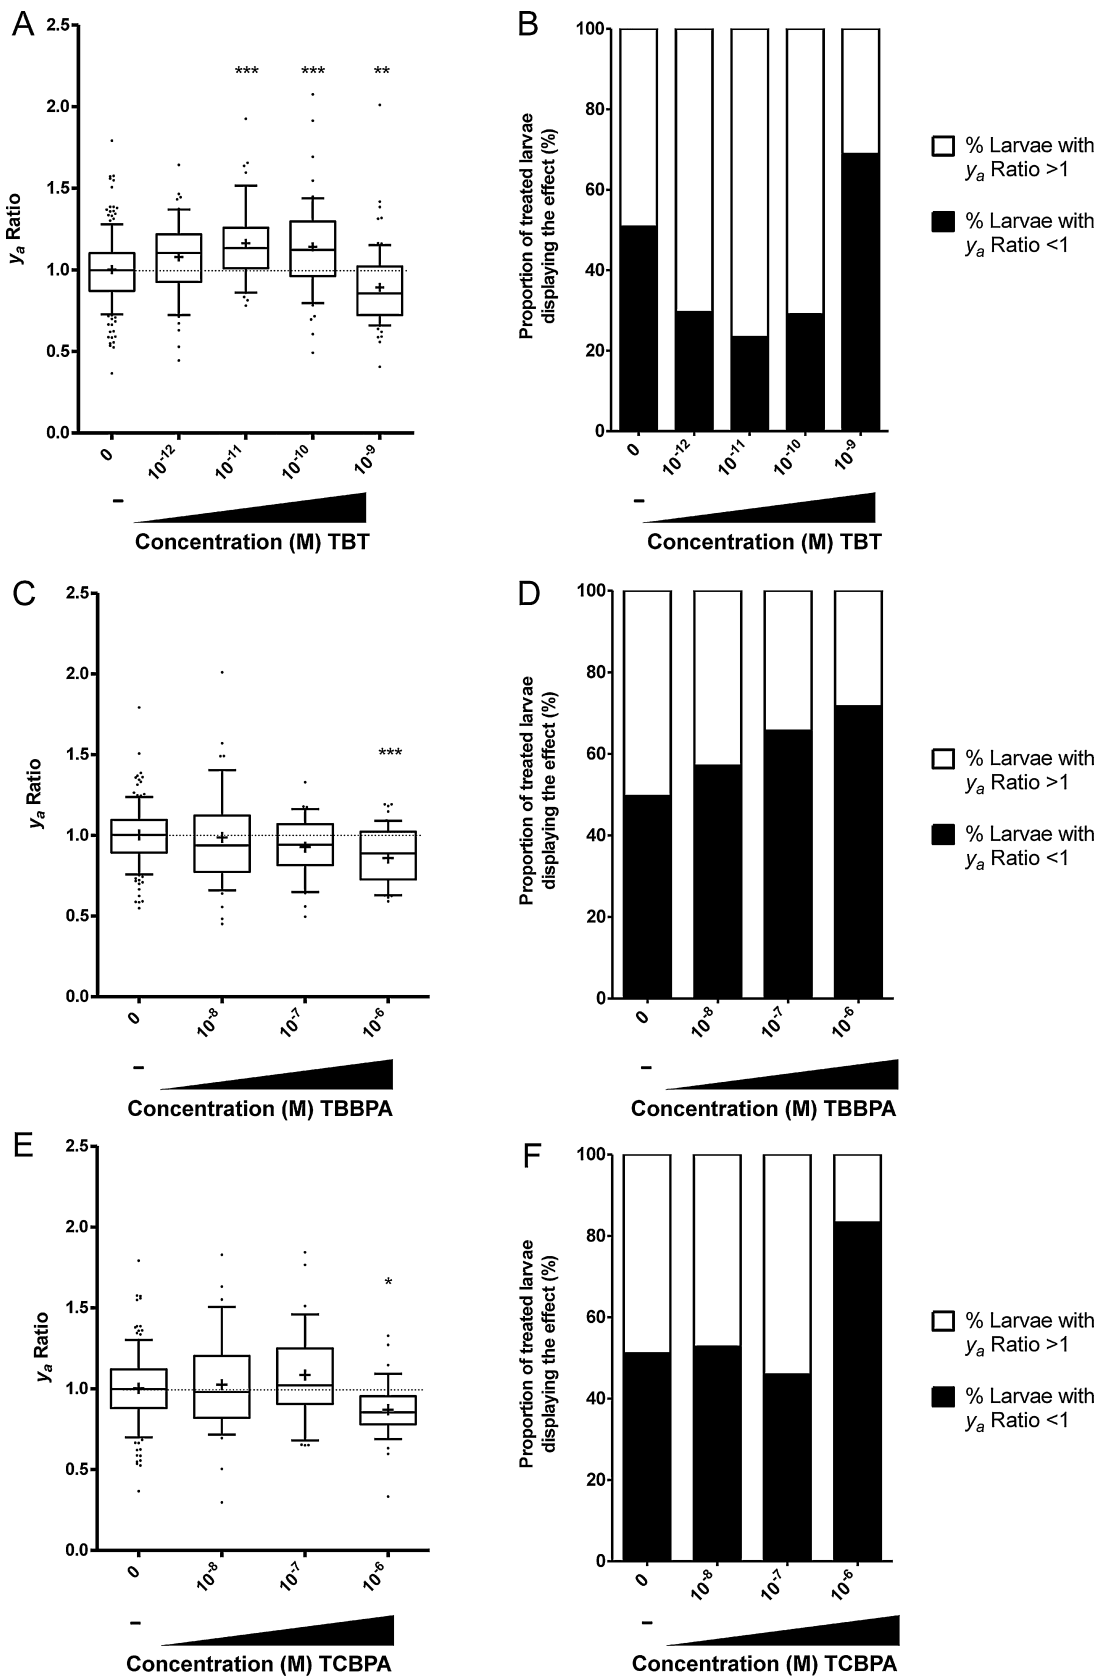 A
2.5
2.0
1.5
1.0
0.5
0.0
yₐ Ratio
*** *** **
0 10⁻¹² 10⁻¹¹ 10⁻¹⁰ 10⁻⁹
–
Concentration (M) TBT
B
100
80
60
40
20
0
Proportion of treated larvae
displaying the effect (%)
0 10⁻¹² 10⁻¹¹ 10⁻¹⁰ 10⁻⁹
–
Concentration (M) TBT
% Larvae with
yₐ Ratio >1
% Larvae with
yₐ Ratio <1
C
2.5
2.0
1.5
1.0
0.5
0.0
yₐ Ratio
***
0 10⁻⁸ 10⁻⁷ 10⁻⁶
–
Concentration (M) TBBPA
D
100
80
60
40
20
0
Proportion of treated larvae
displaying the effect (%)
0 10⁻⁸ 10⁻⁷ 10⁻⁶
–
Concentration (M) TBBPA
% Larvae with
yₐ Ratio >1
% Larvae with
yₐ Ratio <1
E
2.5
2.0
1.5
1.0
0.5
0.0
yₐ Ratio
*
0 10⁻⁸ 10⁻⁷ 10⁻⁶
–
Concentration (M) TCBPA
F
100
80
60
40
20
0
Proportion of treated larvae
displaying the effect (%)
0 10⁻⁸ 10⁻⁷ 10⁻⁶
–
Concentration (M) TCBPA
% Larvae with
yₐ Ratio >1
% Larvae with
yₐ Ratio <1